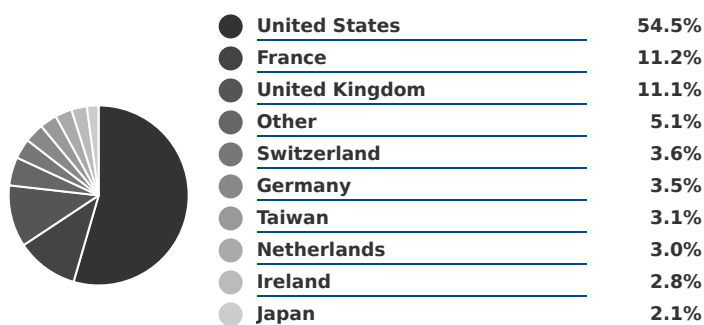 United States 54.5%
France 11.2%
United Kingdom 11.1%
Other 5.1%
Switzerland 3.6%
Germany 3.5%
Taiwan 3.1%
Netherlands 3.0%
Ireland 2.8%
Japan 2.1%